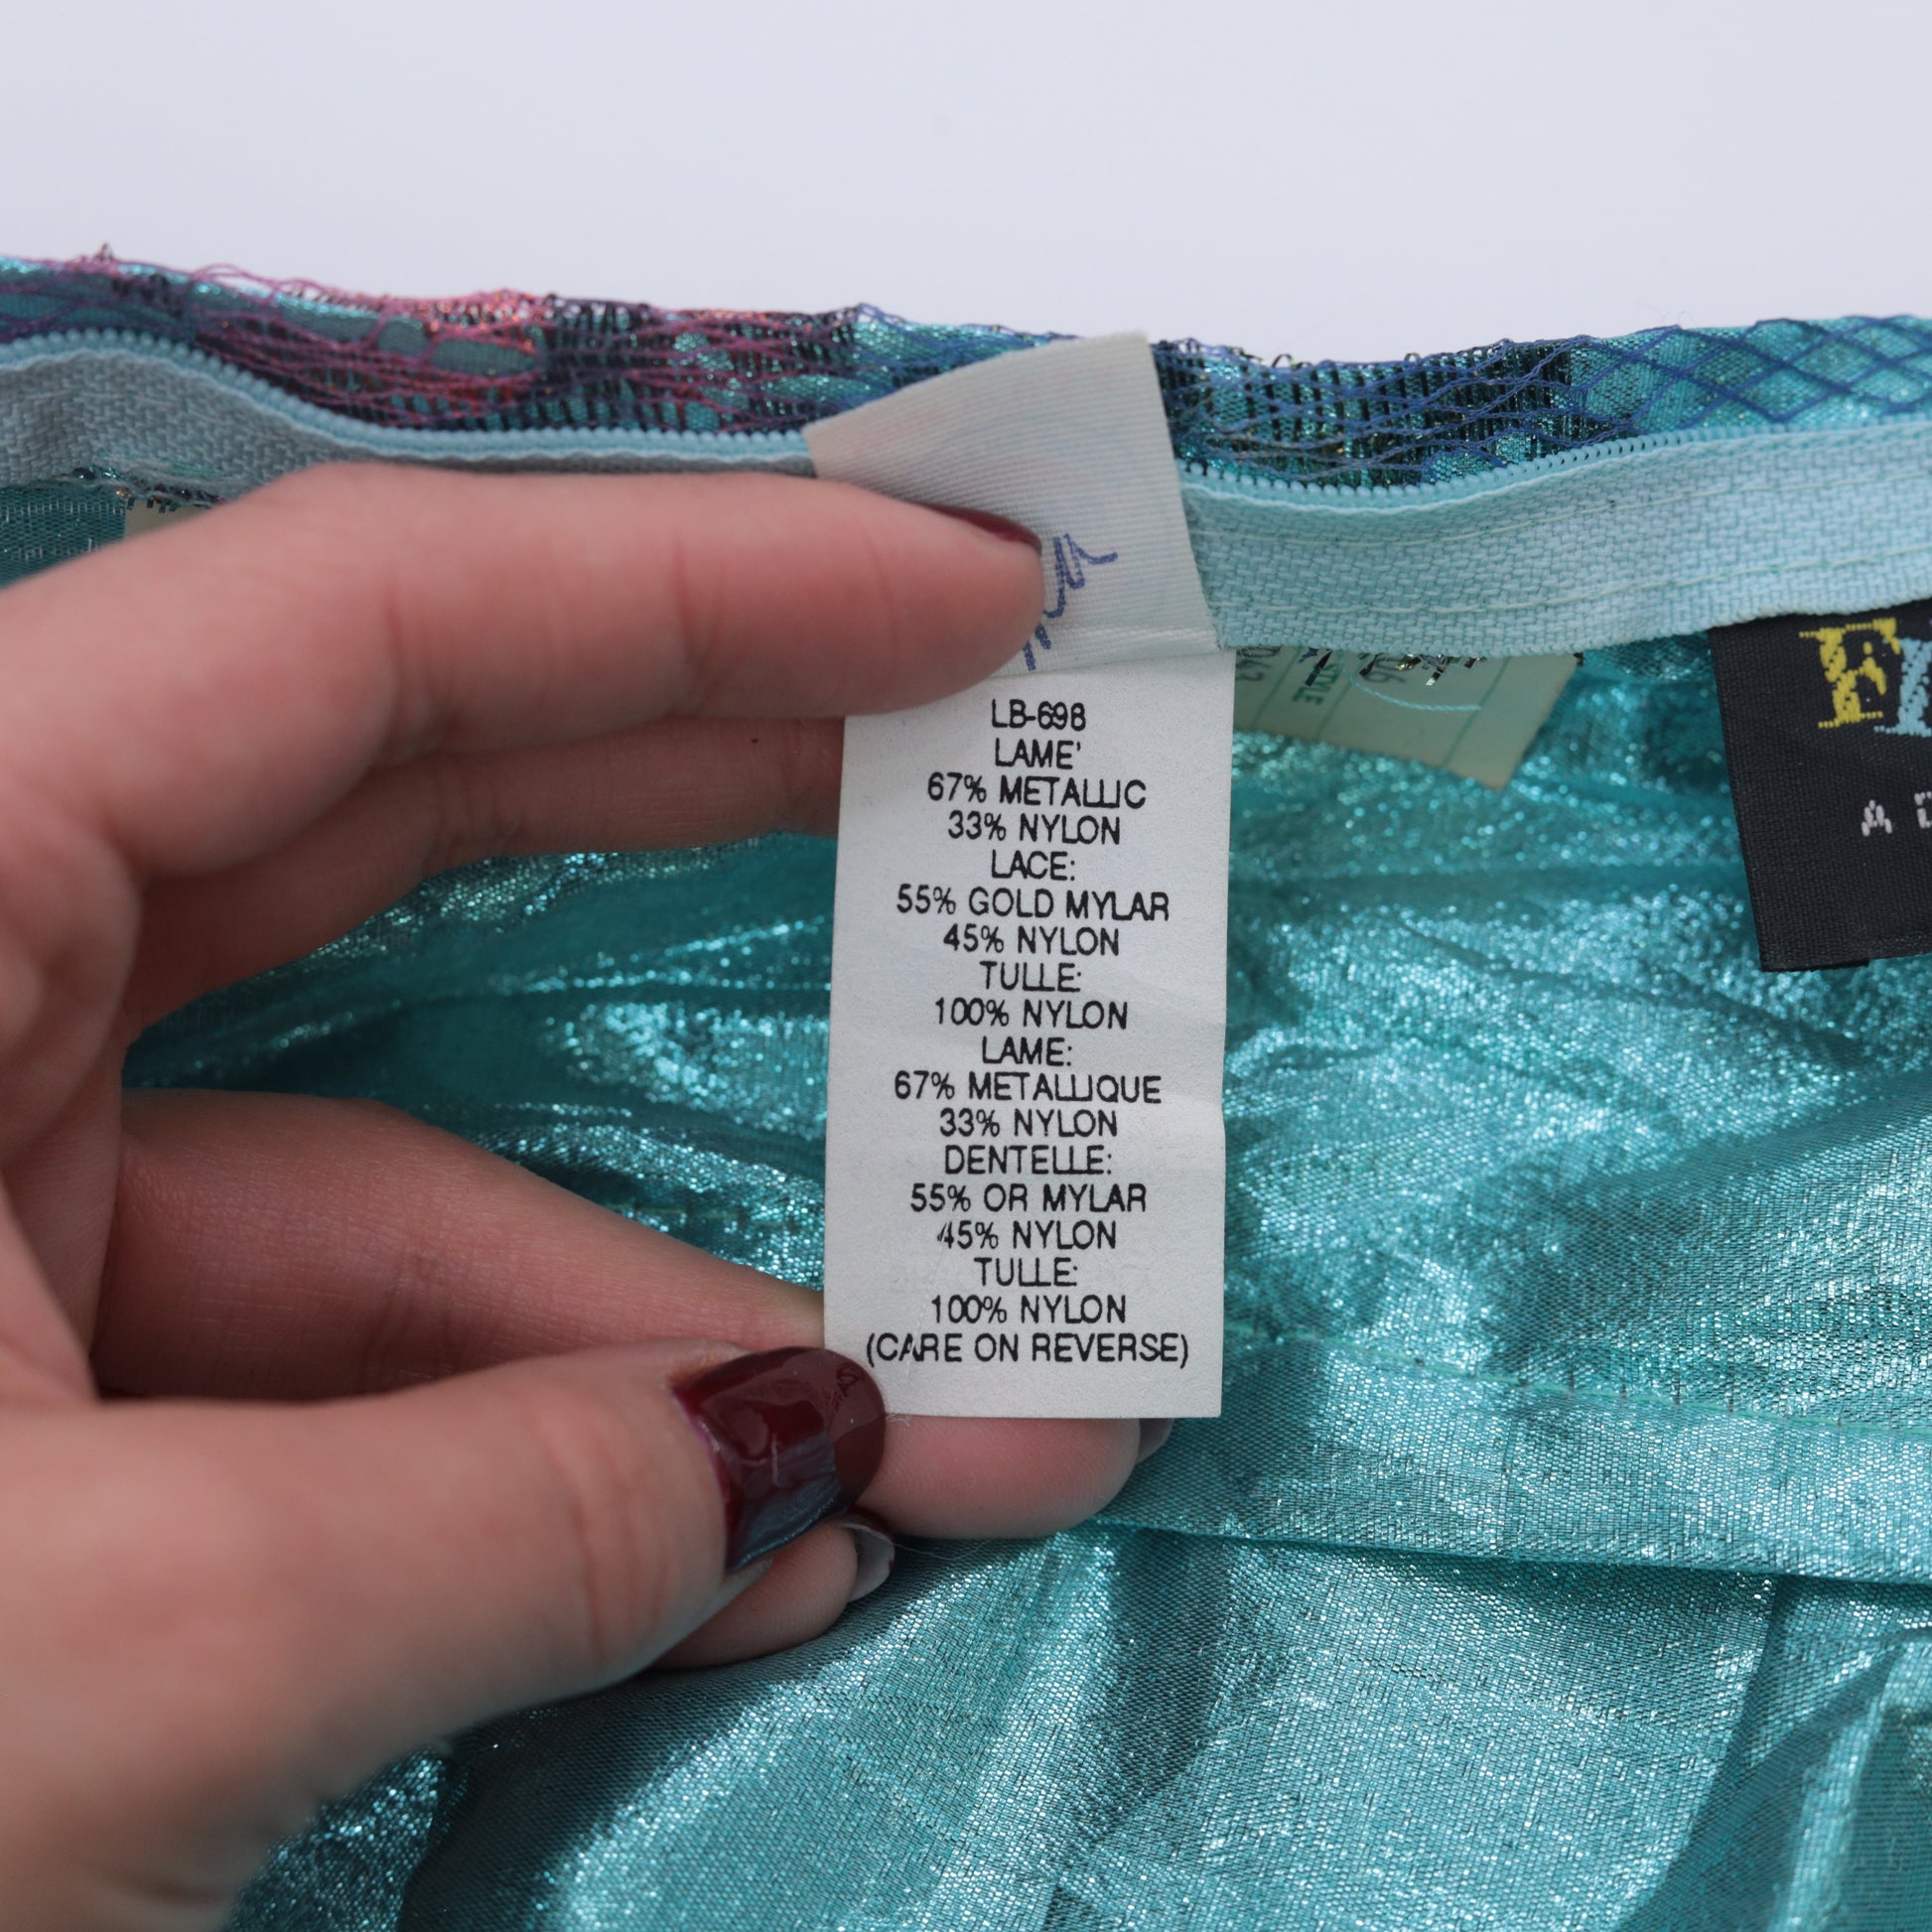 LB-698
LAME'
67% METALLIC
33% NYLON
LACE:
55% GOLD MYLAR
45% NYLON
TULLE:
100% NYLON
LAME:
67% METALLIQUE
33% NYLON
DENTELLE:
55% OR MYLAR
45% NYLON
TULLE:
100% NYLON
(CARE ON REVERSE)
STYLE